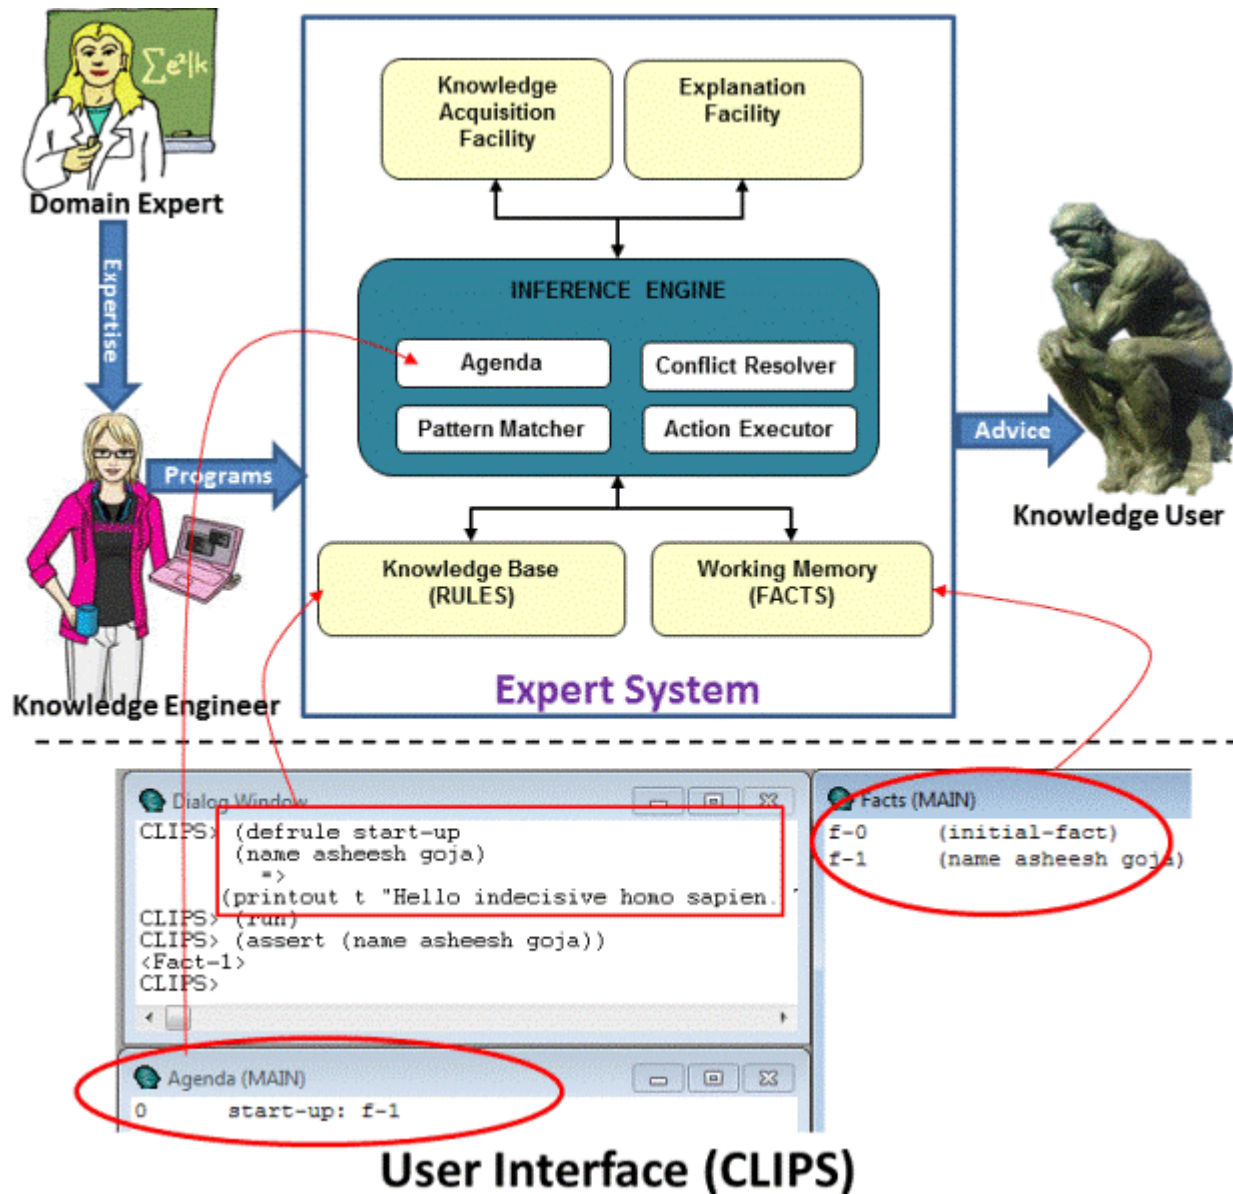 ∑e²|k
Domain Expert
Expertise
Programs
Knowledge Engineer
Knowledge
Acquisition
Facility
Explanation
Facility
INFERENCE ENGINE
Agenda
Conflict Resolver
Pattern Matcher
Action Executor
Knowledge Base
(RULES)
Working Memory
(FACTS)
Expert System
Advice
Knowledge User
Dialog Window
CLIPS> (defrule start-up
(name asheesh goja)
=>
(printout t "Hello indecisive homo sapien.
CLIPS> (run)
CLIPS> (assert (name asheesh goja))
<Fact-1>
CLIPS>
Facts (MAIN)
f-0 (initial-fact)
f-1 (name asheesh goja)
Agenda (MAIN)
0 start-up: f-1
User Interface (CLIPS)